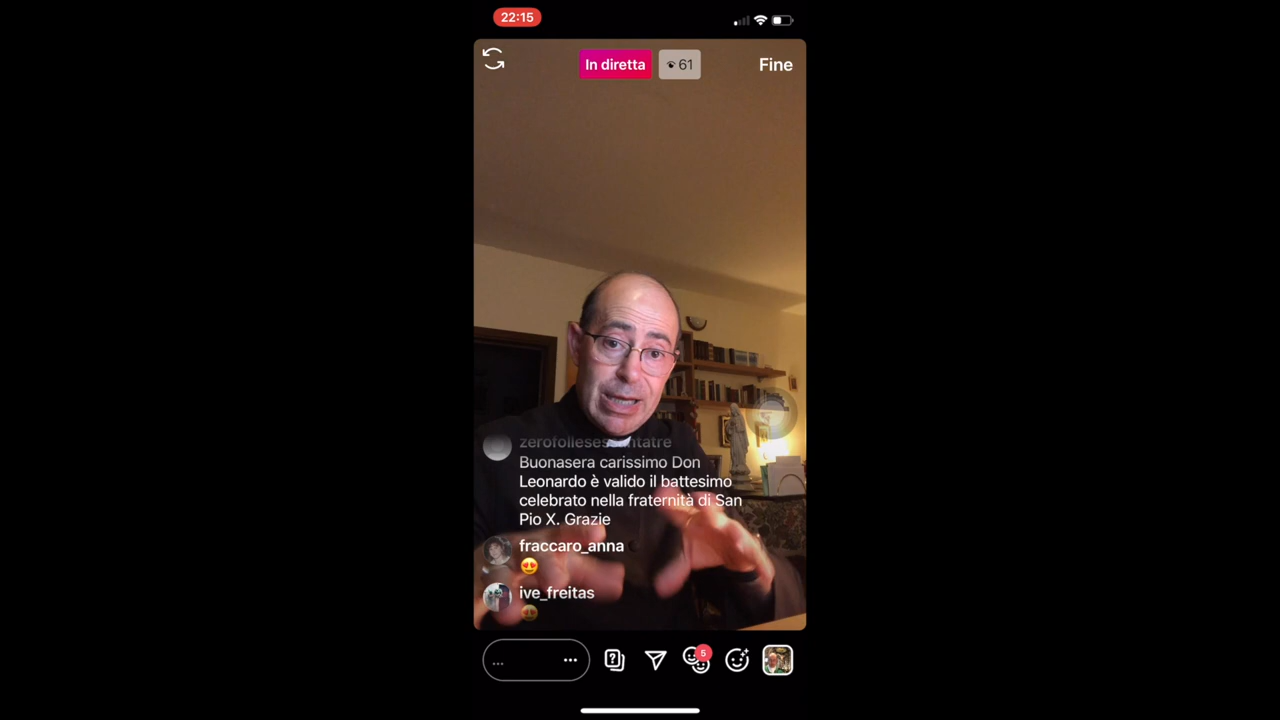 22:15
In diretta
61
Fine
Buonasera carissimo Don
Leonardo è valido il battesimo
celebrato nella fraternità di San
Pio X. Grazie
fraccaro_anna
😍
ive_freitas
😍
...
5